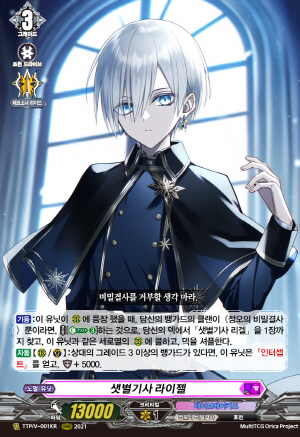 3
그레이드
트윈 드라이브
페르소나 라이드
비밀결사를 거부할 생각 마라.
기동:이 유닛이 에 등장 했을 때, 당신의 뱅가드의 클랜이 《정오의 비밀결사》뿐이라면, 3하는 것으로, 당신의 덱에서 「샛별기사 리겔」을 1장까지 찾고, 이 유닛과 같은 세로열의 에 콜하고, 덱을 셔플한다.
자동【/】:상대의 그레이드 3 이상의 뱅가드가 있다면, 이 유닛은 『인터셉트』를 얻고, + 5000.
노멀 유닛
샛별기사 라이젤
파워
13000
크리티컬
1
TTP/V-001KR
2021
MultiTCG Orica Project